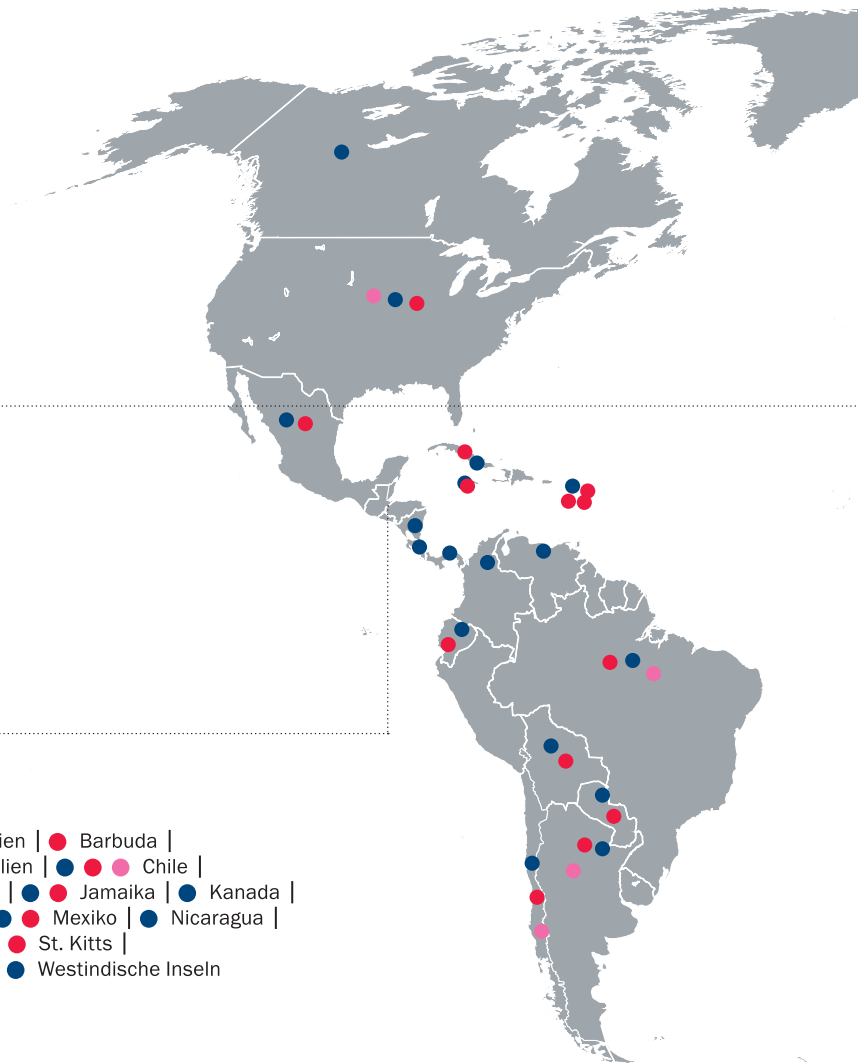 ien | Barbuda |
lien | Chile |
| Jamaika | Kanada |
Mexiko | Nicaragua |
St. Kitts |
Westindische Inseln